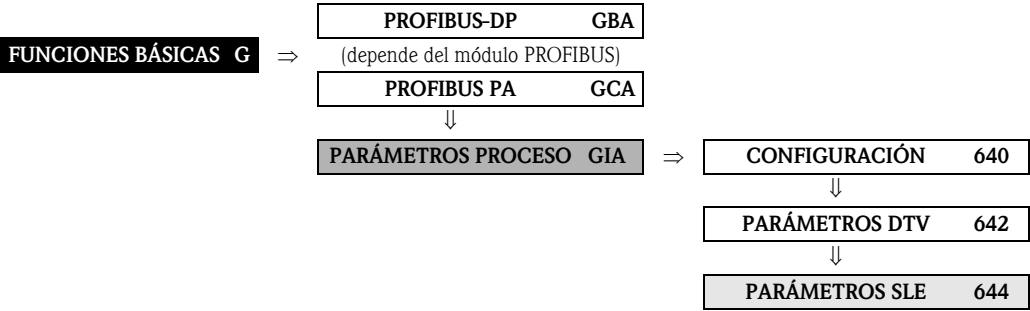 PROFIBUS-DP GBA
FUNCIONES BÁSICAS G ⇒ (depende del módulo PROFIBUS)
PROFIBUS PA GCA
⇓
PARÁMETROS PROCESO GIA ⇒ CONFIGURACIÓN 640
⇓
PARÁMETROS DTV 642
⇓
PARÁMETROS SLE 644